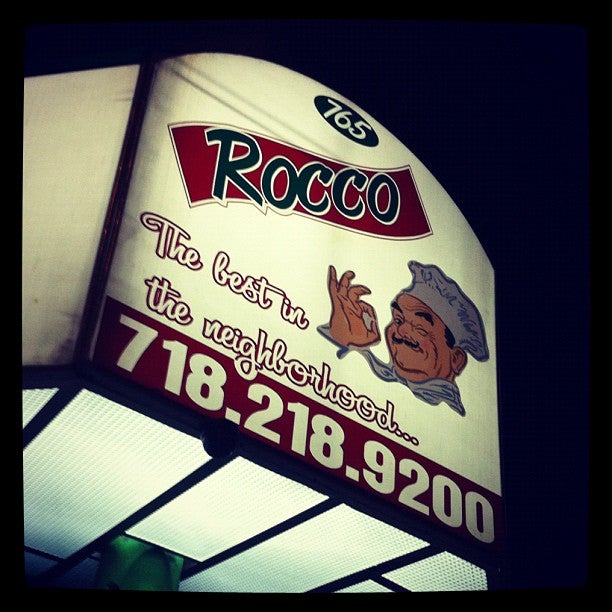 765
ROCCO
The best in
the neighborhood...
718.218.9200